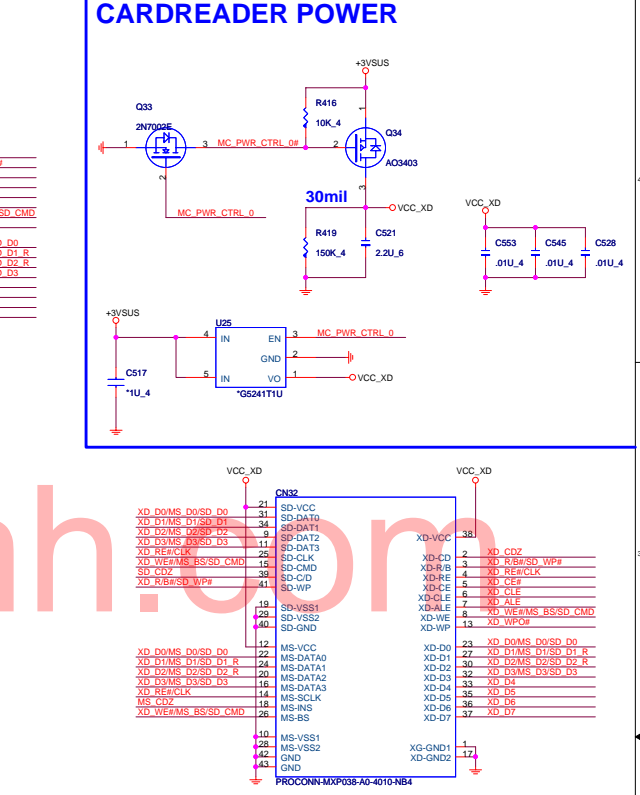 CARDREADER POWER
+3VSUS
1
Q33
2N7002E
1
3
MC_PWR_CTRL_0#
2
R416
10K_4
2
Q34
AO3403
3
30mil
VCC_XD
MC_PWR_CTRL_0
R419
150K_4
C521
2.2U_6
VCC_XD
C553
.01U_4
C545
.01U_4
C528
.01U_4
SD_CMD
D0
D1_R
D2_R
D3
+3VSUS
U25
4
IN
EN
3
MC_PWR_CTRL_0
GND
2
C517
*1U_4
5
IN
VO
1
VCC_XD
*G5241T1U
VCC_XD
VCC_XD
CN32
21
SD-VCC
XD_D0/MS_D0/SD_D0
31
SD-DAT0
XD_D1/MS_D1/SD_D1
34
SD-DAT1
XD_D2/MS_D2/SD_D2
9
SD-DAT2
XD_D3/MS_D3/SD_D3
11
SD-DAT3
XD_RE#/CLK
25
SD-CLK
XD_WE#/MS_BS/SD_CMD
15
SD-CMD
SD_CDZ
39
SD-C/D
XD_R/B#/SD_WP#
41
SD-WP
19
SD-VSS1
29
SD-VSS2
40
SD-GND
12
MS-VCC
XD_D0/MS_D0/SD_D0
22
MS-DATA0
XD_D1/MS_D1/SD_D1_R
24
MS-DATA1
XD_D2/MS_D2/SD_D2_R
20
MS-DATA2
XD_D3/MS_D3/SD_D3
16
MS-DATA3
XD_RE#/CLK
14
MS-SCLK
MS_CDZ
18
MS-INS
XD_WE#/MS_BS/SD_CMD
26
MS-BS
10
MS-VSS1
28
MS-VSS2
42
GND
43
GND
XD-VCC
38
XD-CD
2
XD_CDZ
XD-R/B
3
XD_R/B#/SD_WP#
XD-RE
4
XD_RE#/CLK
XD-CE
5
XD_CE#
XD-CLE
6
XD_CLE
XD-ALE
7
XD_ALE
XD-WE
8
XD_WE#/MS_BS/SD_CMD
XD-WP
13
XD_WPO#
XD-D0
23
XD_D0/MS_D0/SD_D0
XD-D1
27
XD_D1/MS_D1/SD_D1_R
XD-D2
30
XD_D2/MS_D2/SD_D2_R
XD-D3
32
XD_D3/MS_D3/SD_D3
XD-D4
33
XD_D4
XD-D5
35
XD_D5
XD-D6
36
XD_D6
XD-D7
37
XD_D7
XG-GND1
1
XD-GND2
17
PROCONN-MXP038-A0-4010-NB4
h.com
4
3